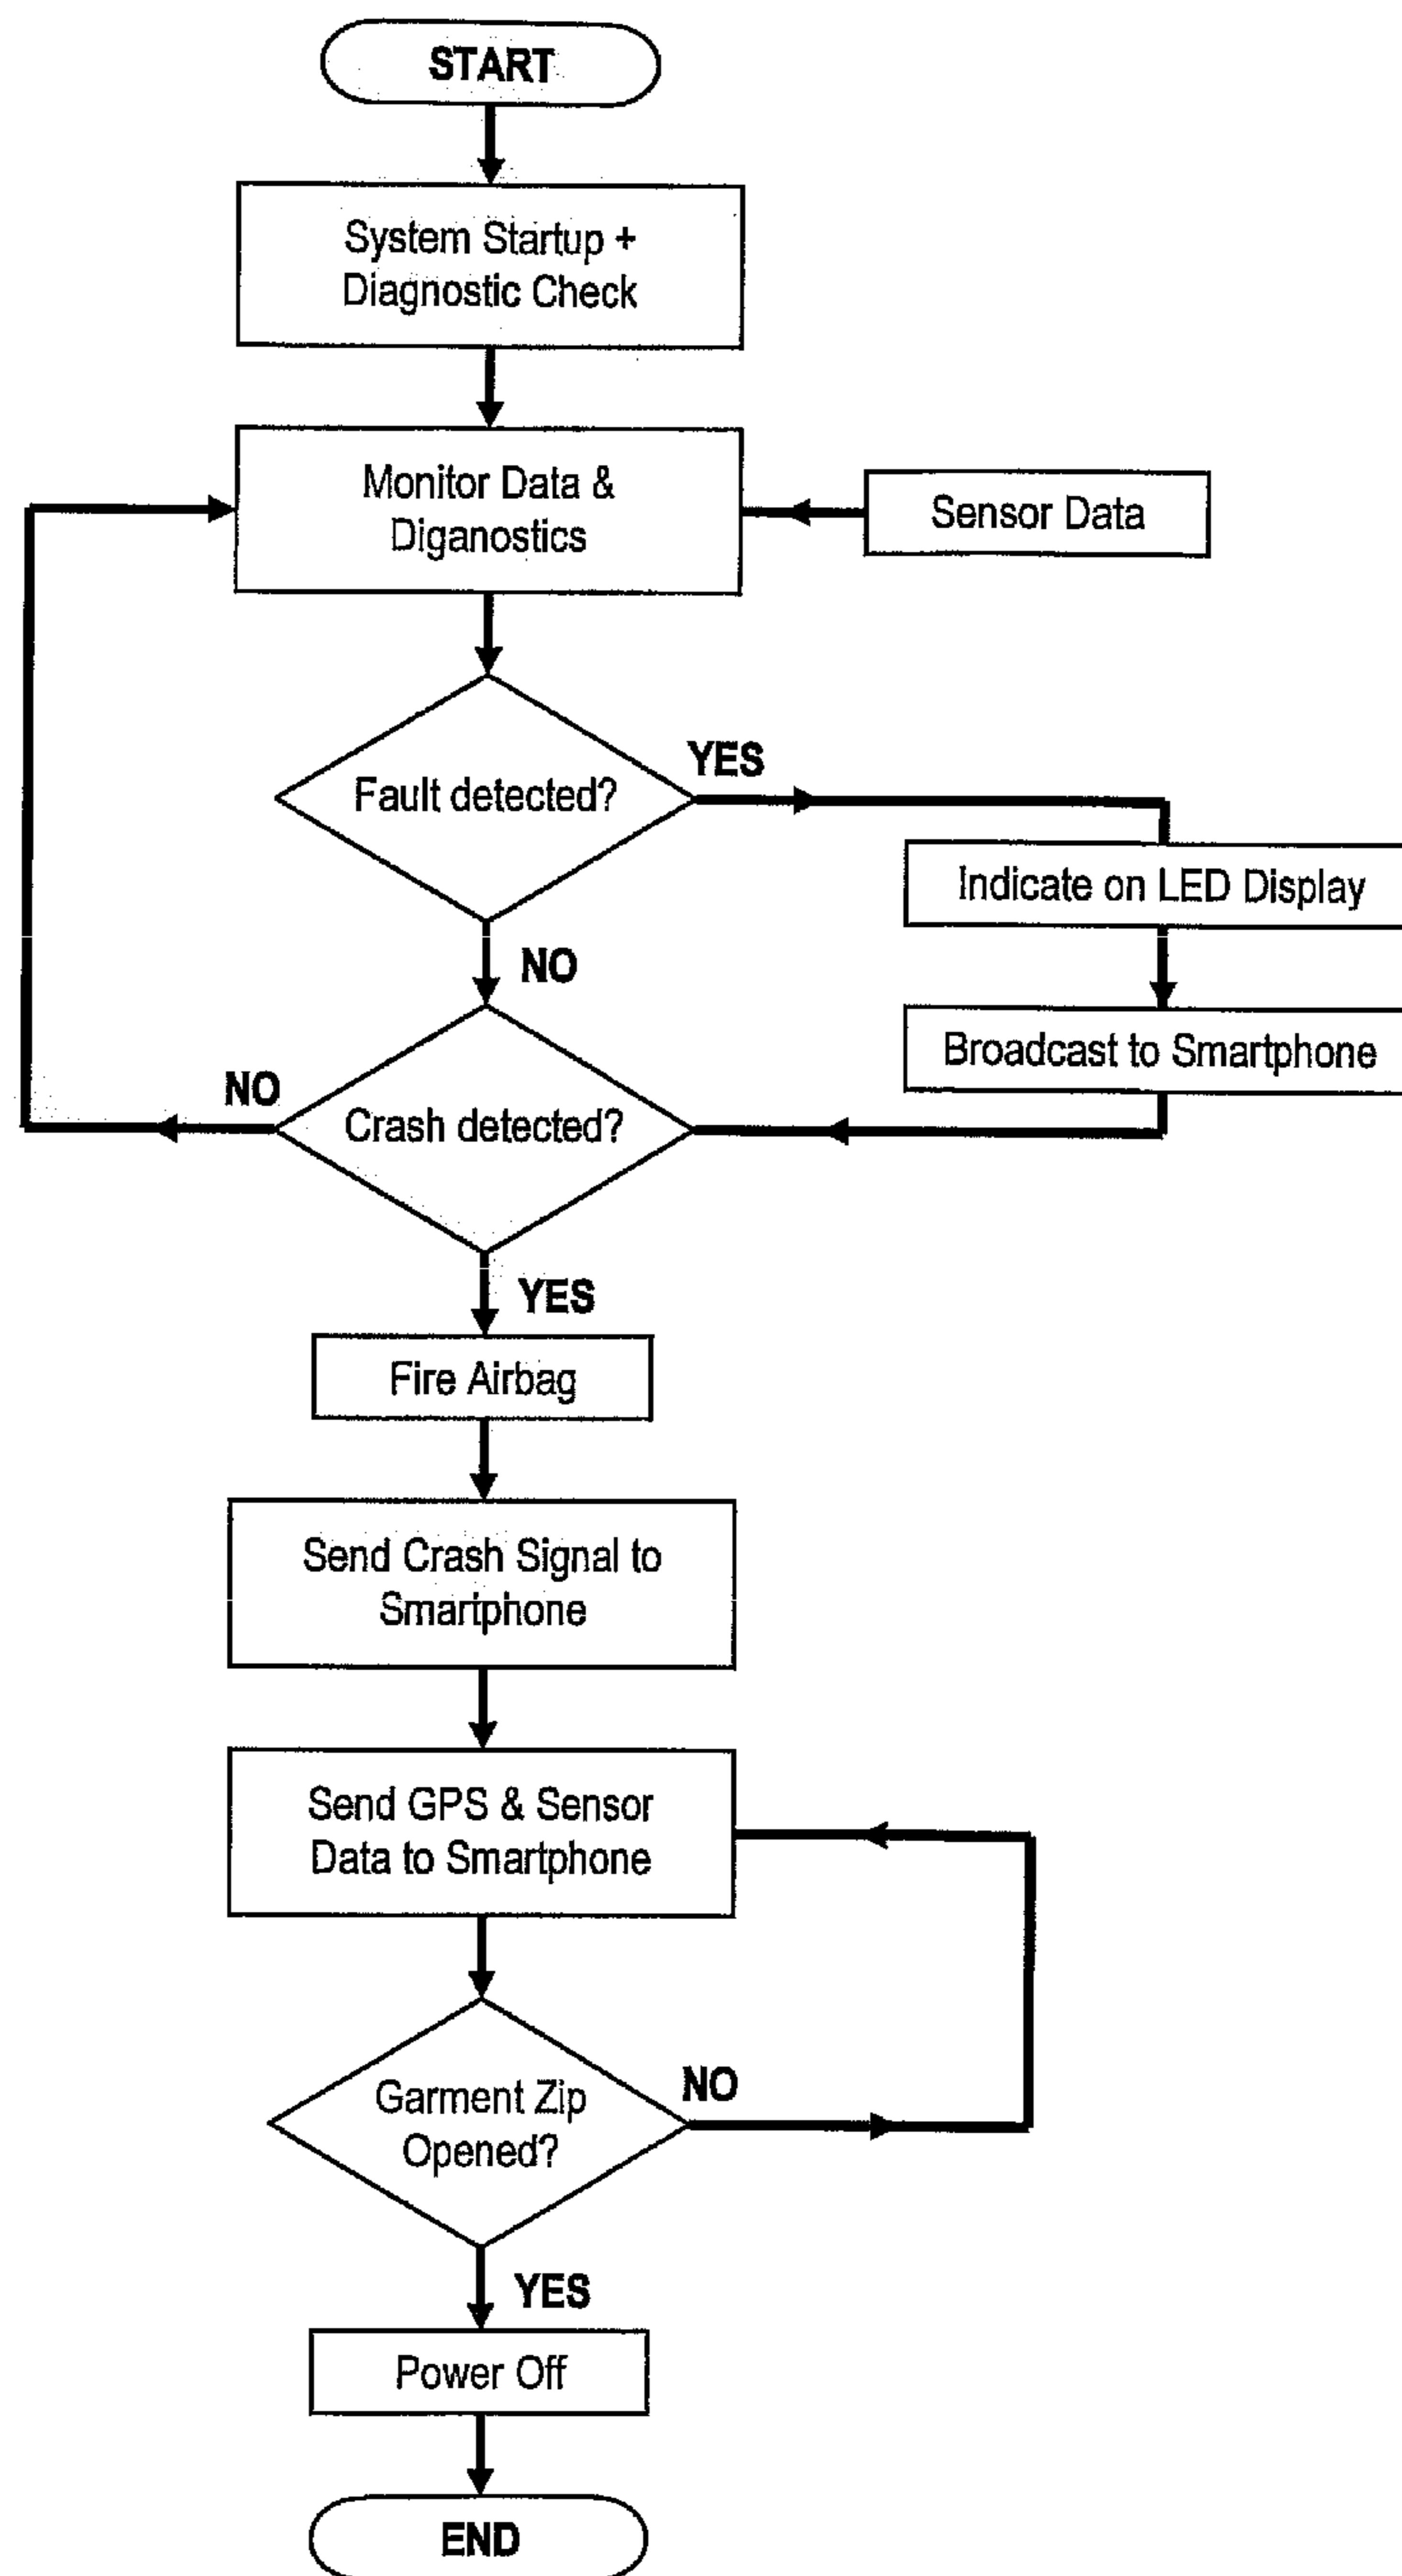 START
System Startup +
Diagnostic Check
Monitor Data &
Diganostics
Sensor Data
Fault detected?
YES
Indicate on LED Display
NO
Broadcast to Smartphone
NO
Crash detected?
YES
Fire Airbag
Send Crash Signal to
Smartphone
Send GPS & Sensor
Data to Smartphone
Garment Zip
Opened?
NO
YES
Power Off
END